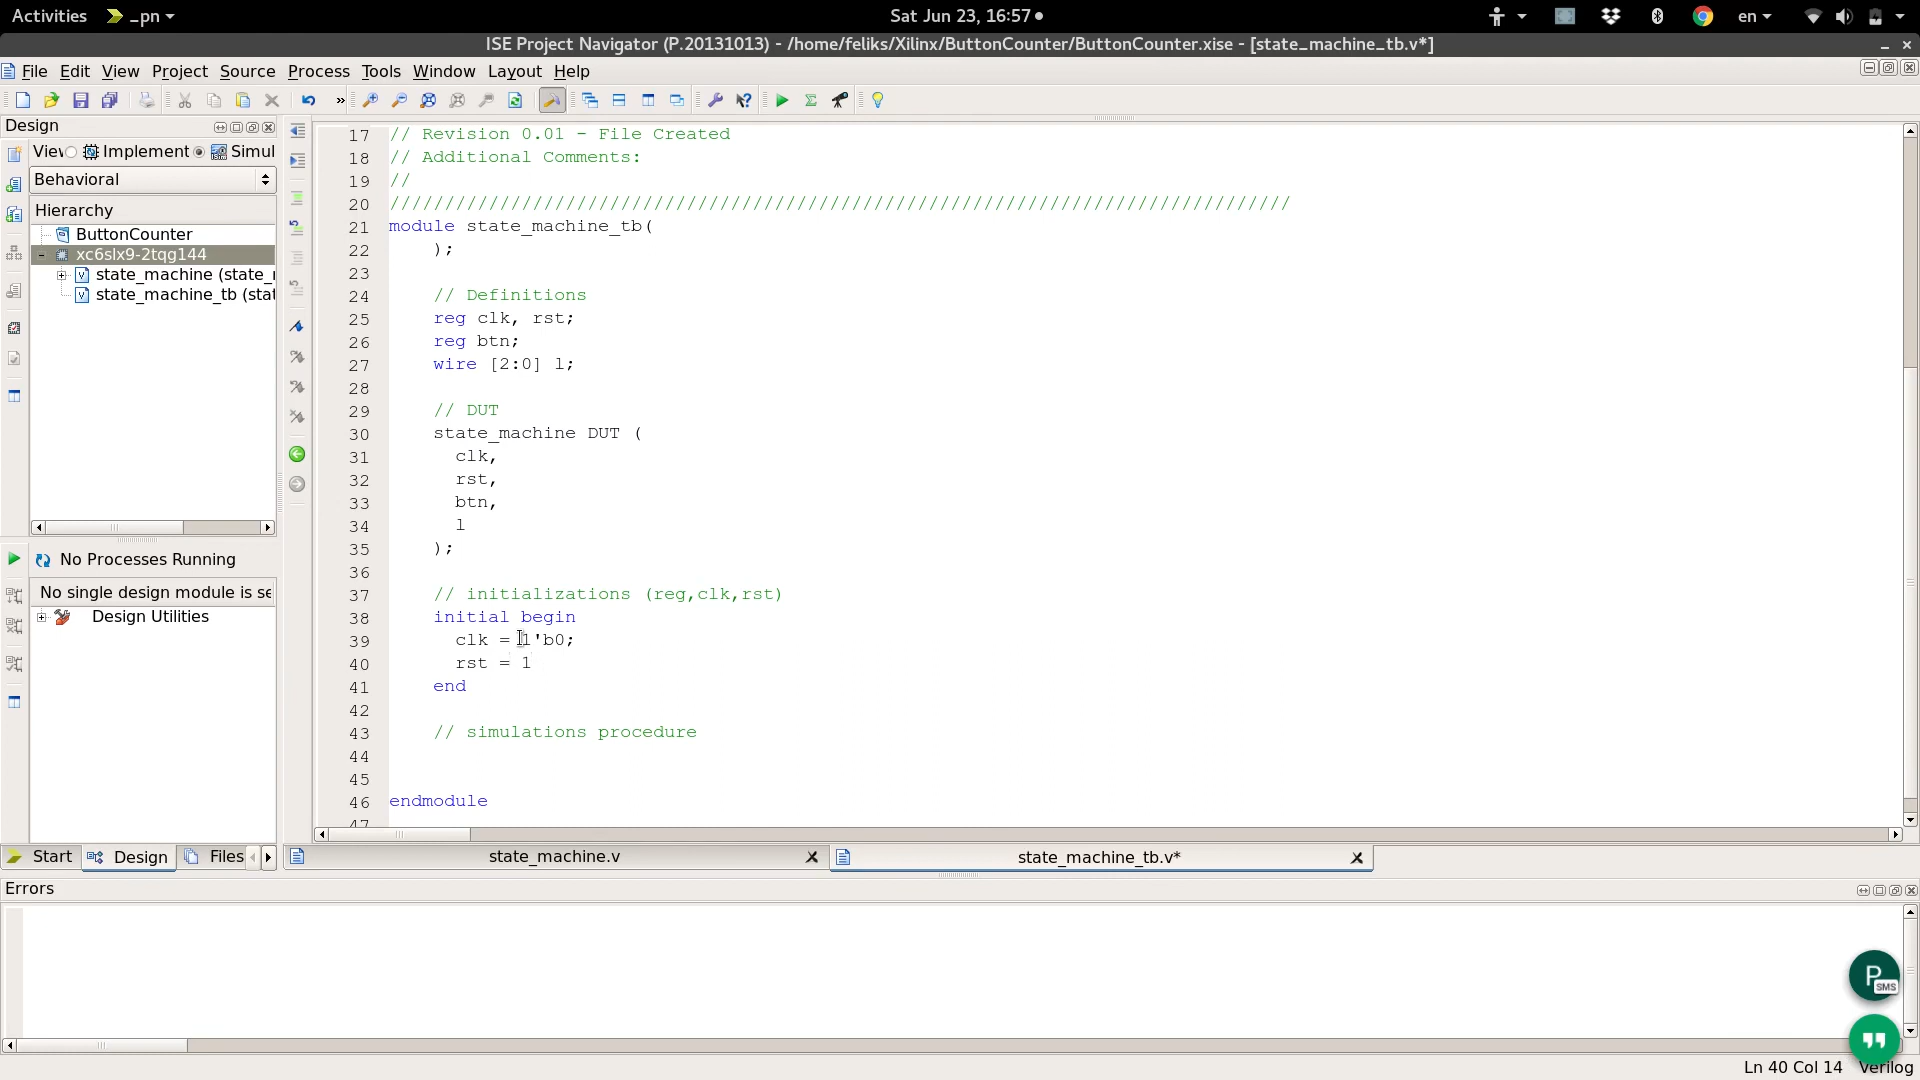 Activities _pn Sat Jun 23, 16:57 en
ISE Project Navigator (P.20131013) - /home/feliks/Xilinx/ButtonCounter/ButtonCounter.xise - [state_machine_tb.v*]
File Edit View Project Source Process Tools Window Layout Help
»
Design
Implement Simul
Behavioral
Hierarchy
ButtonCounter
xc6slx9-2tqg144
state_machine (state_
state_machine_tb (stat
No Processes Running
No single design module is se
Design Utilities
Start Design Files
17 // Revision 0.01 - File Created
18 // Additional Comments:
19 //
20 //////////////////////////////////////////////////////////////////////////////////
21 module state_machine_tb(
22 );
23
24 // Definitions
25 reg clk, rst;
26 reg btn;
27 wire [2:0] l;
28
29 // DUT
30 state_machine DUT (
31 clk,
32 rst,
33 btn,
34 l
35 );
36
37 // initializations (reg,clk,rst)
38 initial begin
39 clk = 1'b0;
40 rst = 1
41 end
42
43 // simulations procedure
44
45
46 endmodule
47
state_machine.v state_machine_tb.v*
Errors
P SMS
Ln 40 Col 14 Verilog